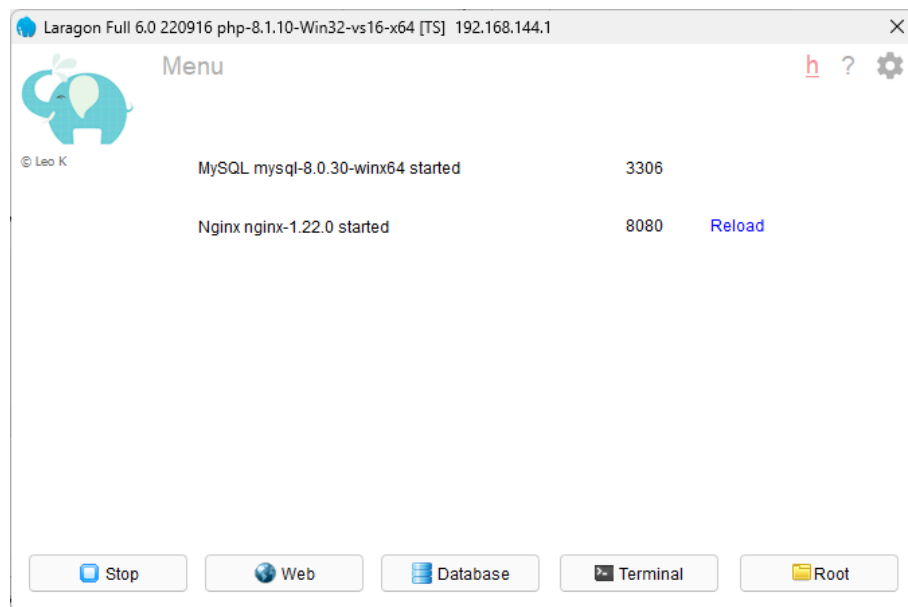 Laragon Full 6.0 220916 php-8.1.10-Win32-vs16-x64 [TS] 192.168.144.1
Menu h ?
© Leo K
MySQL mysql-8.0.30-winx64 started 3306
Nginx nginx-1.22.0 started 8080 Reload
Stop Web Database Terminal Root